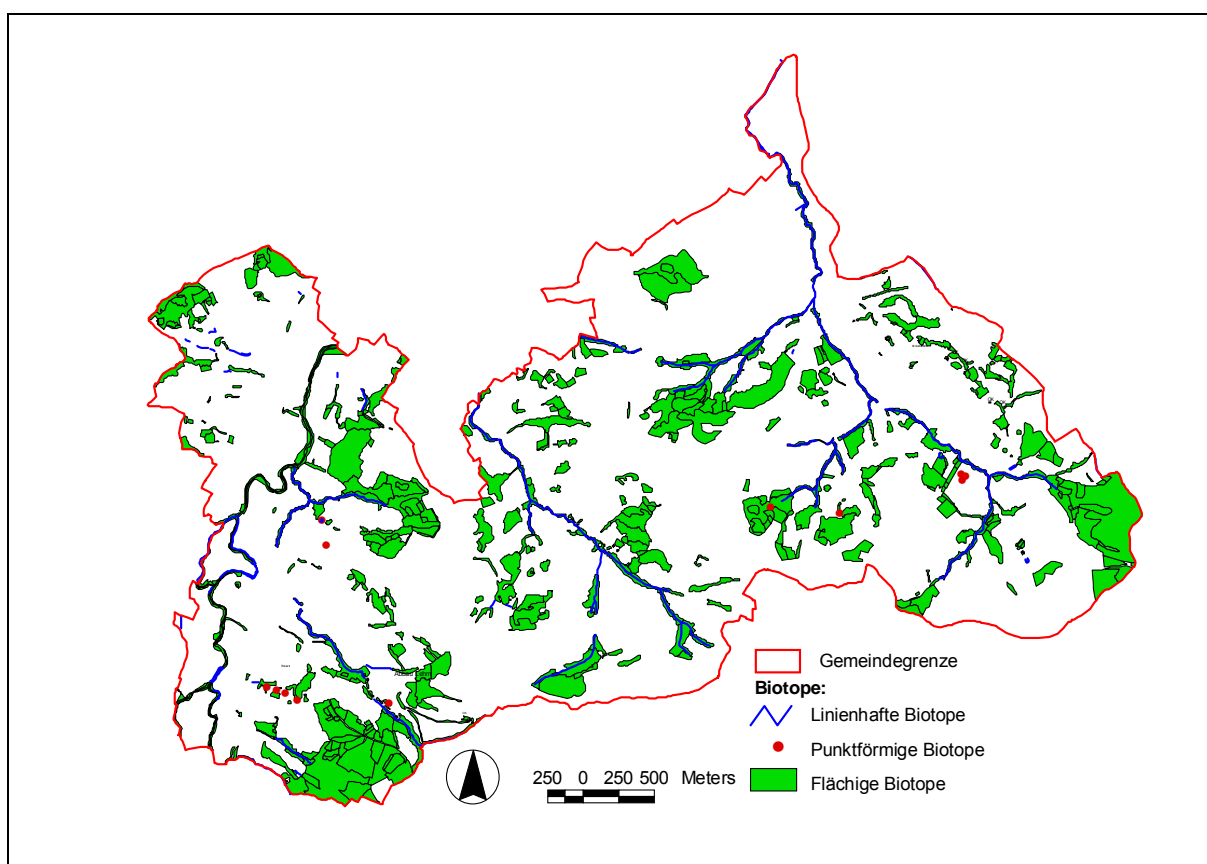 Gemeindegrenze
Biotope:
Linienhafte Biotope
Punktförmige Biotope
Flächige Biotope
250 0 250 500 Meters